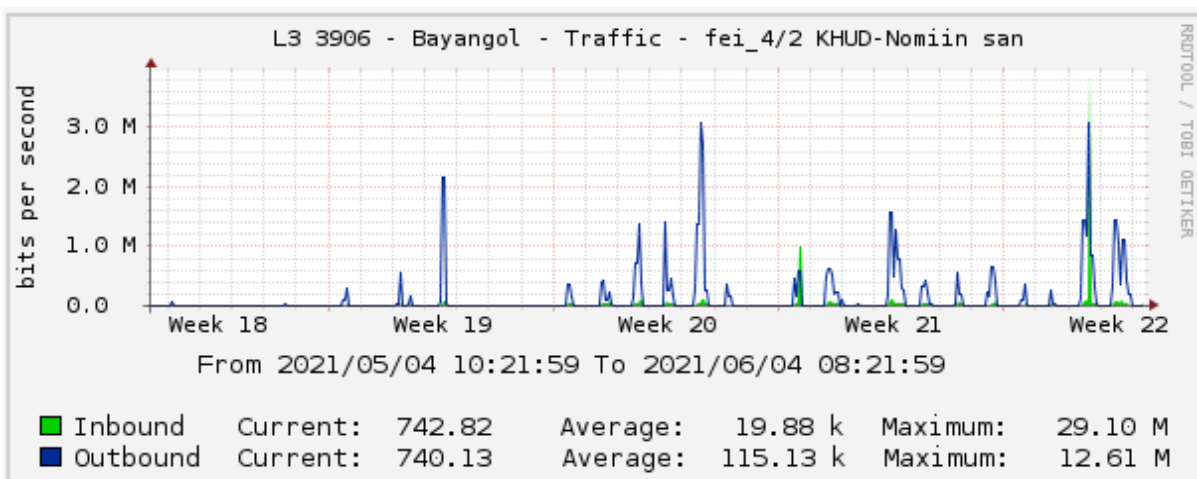 L3 3906 - Bayangol - Traffic - fei_4/2 KHUD-Nomiin san
RRDTOOL / TOBI OETIKER
bits per second
3.0 M
2.0 M
1.0 M
0.0
Week 18 Week 19 Week 20 Week 21 Week 22
From 2021/05/04 10:21:59 To 2021/06/04 08:21:59
Inbound Current: 742.82 Average: 19.88 k Maximum: 29.10 M
Outbound Current: 740.13 Average: 115.13 k Maximum: 12.61 M